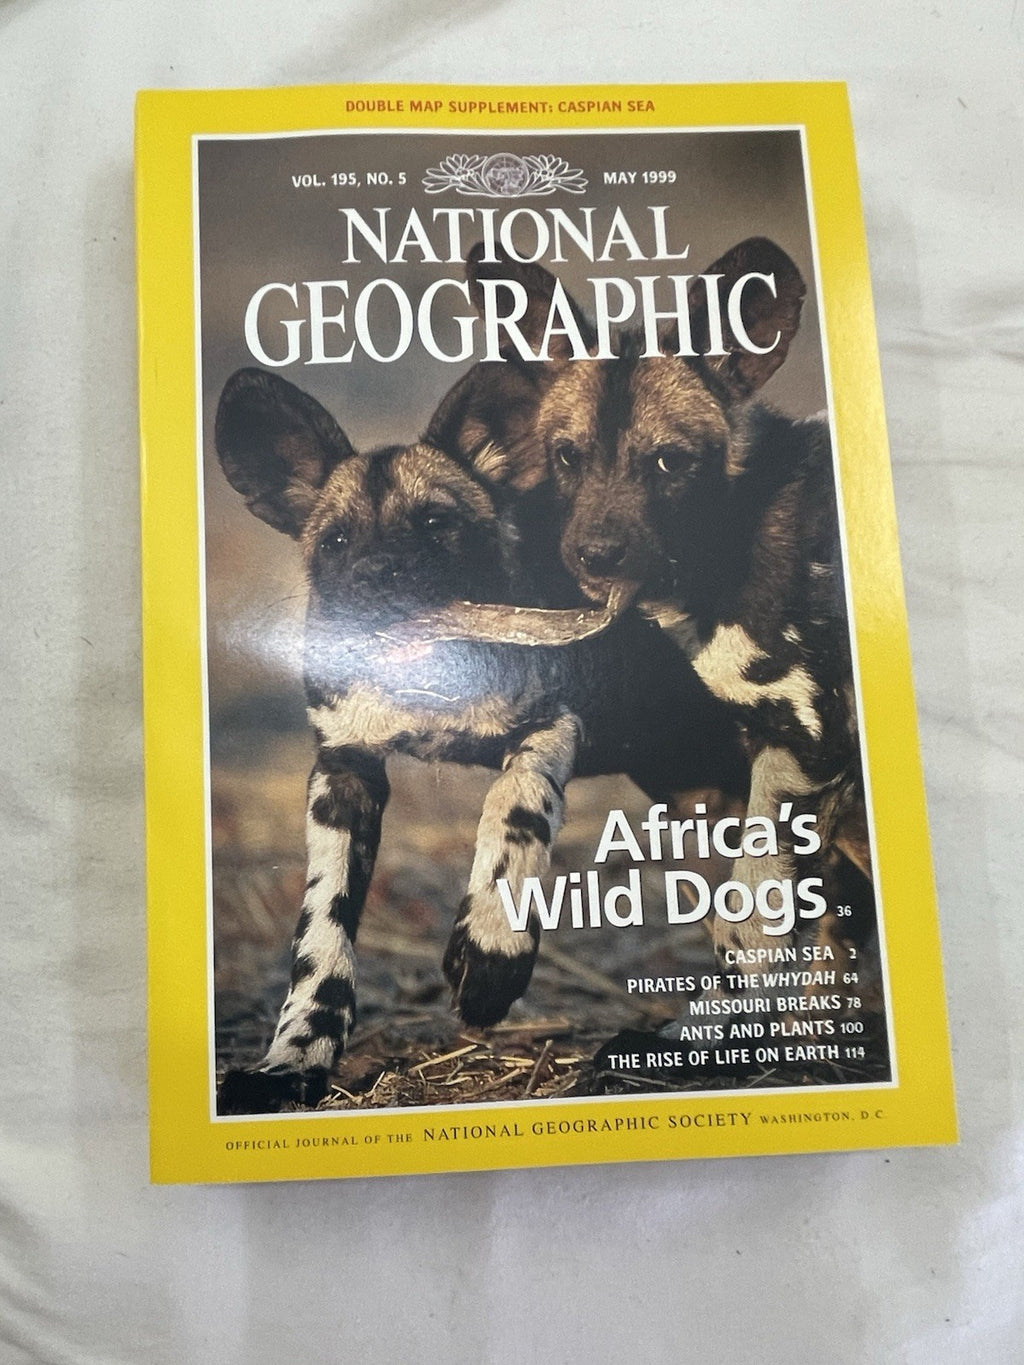 DOUBLE MAP SUPPLEMENT: CASPIAN SEA
VOL. 195, NO. 5 MAY 1999
NATIONAL
GEOGRAPHIC
Africa's
Wild Dogs 36
CASPIAN SEA 2
PIRATES OF THE WHYDAH 64
MISSOURI BREAKS 78
ANTS AND PLANTS 100
THE RISE OF LIFE ON EARTH 114
OFFICIAL JOURNAL OF THE NATIONAL GEOGRAPHIC SOCIETY WASHINGTON, D.C.